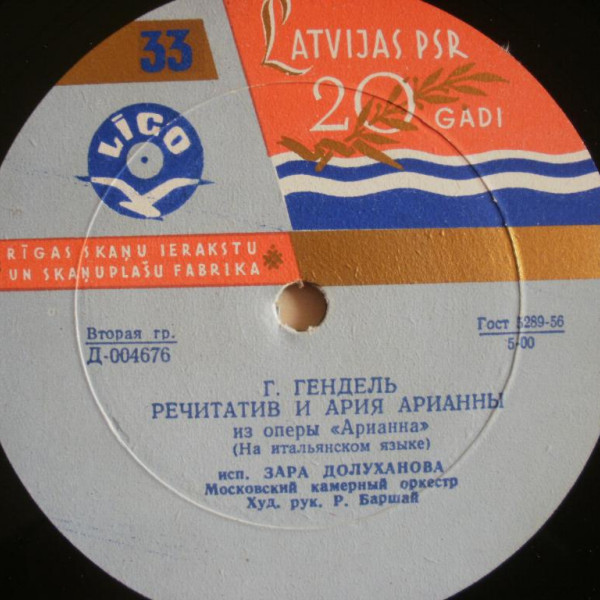 33
LATVIJAS PSR
20 GADI
LĪGO
RĪGAS SKAŅU IERAKSTU
UN SKAŅUPLAŠU FABRIKA
Вторая гр.
Д-004676
Гост 5289-56
5-00
Г. ГЕНДЕЛЬ
РЕЧИТАТИВ И АРИЯ АРИАННЫ
из оперы «Арианна»
(На итальянском языке)
исп. ЗАРА ДОЛУХАНОВА
Московский камерный оркестр
Худ. рук. Р. Баршай